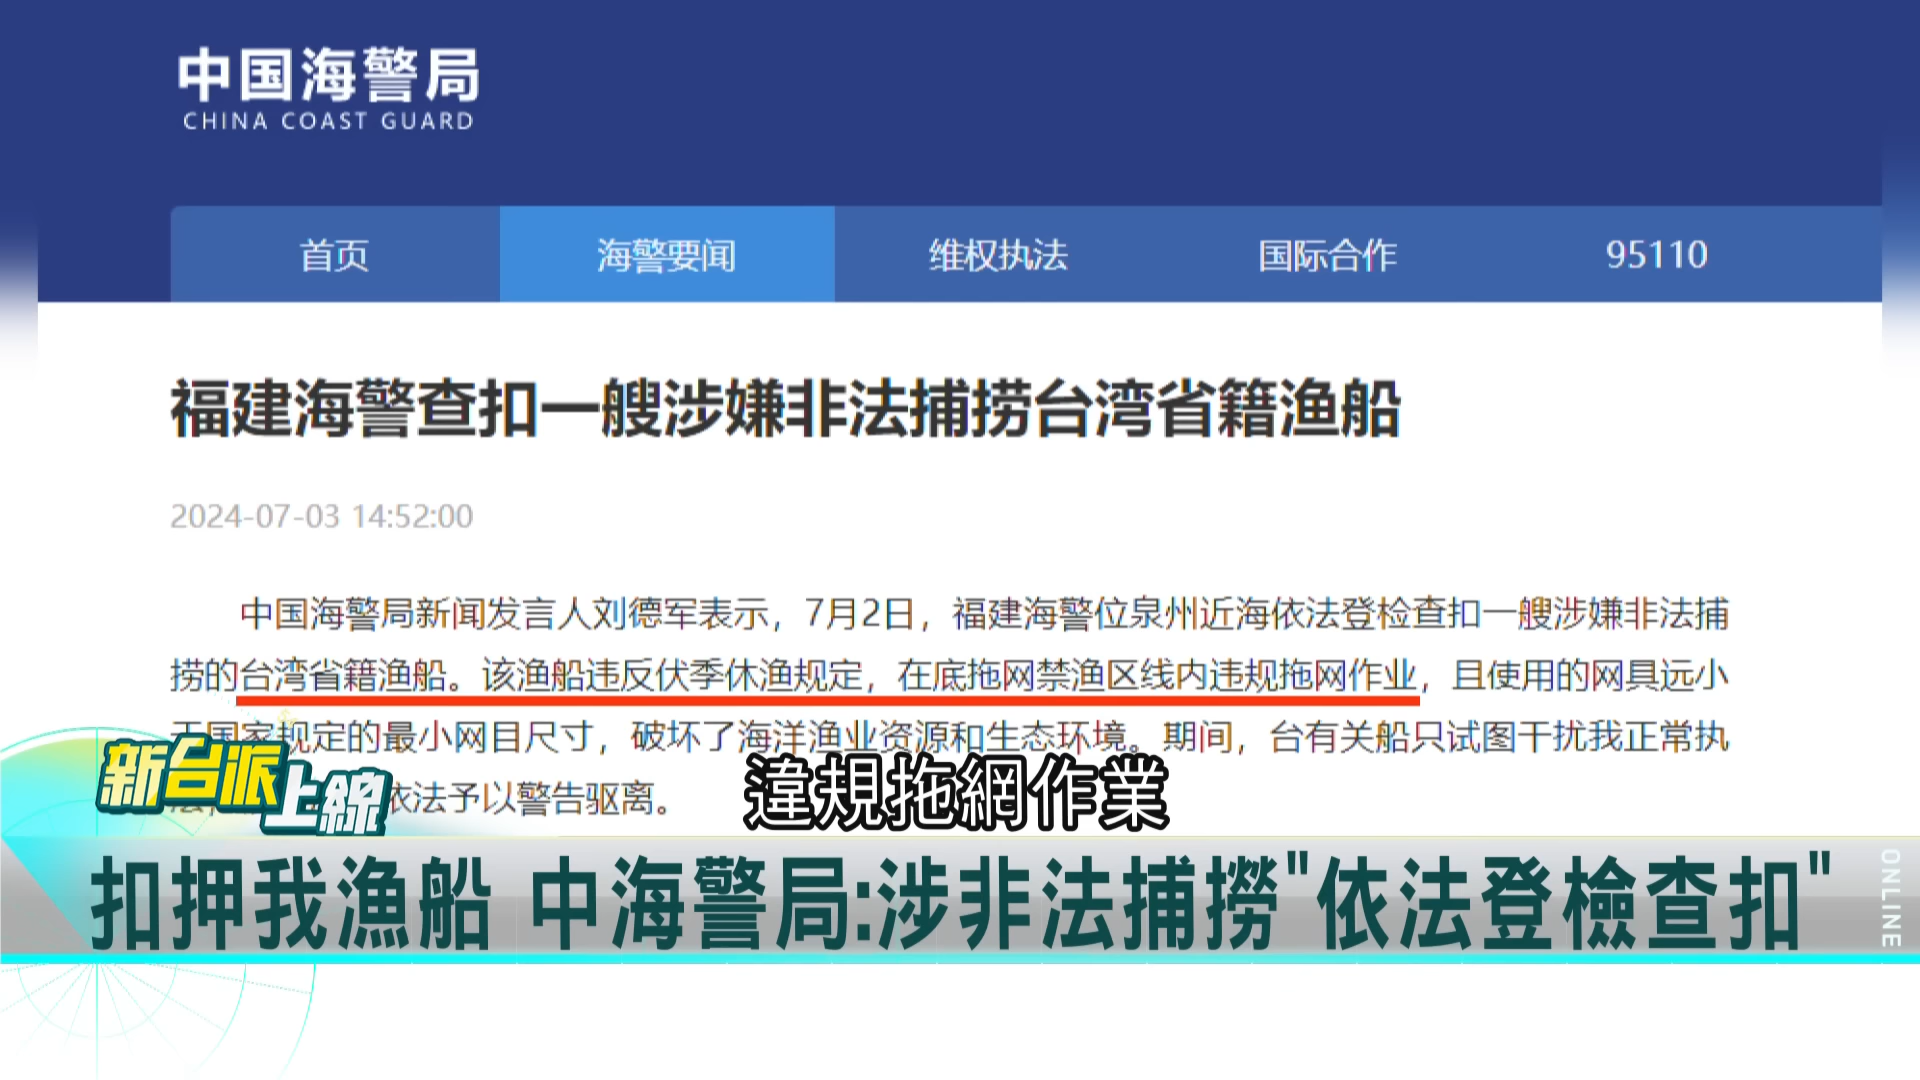 中国海警局
CHINA COAST GUARD
首页 海警要闻 维权执法 国际合作 95110
福建海警查扣一艘涉嫌非法捕捞台湾省籍渔船
2024-07-03 14:52:00
中国海警局新闻发言人刘德军表示，7月2日，福建海警位泉州近海依法登检查扣一艘涉嫌非法捕
捞的台湾省籍渔船。该渔船违反伏季休渔规定，在底拖网禁渔区线内违规拖网作业，且使用的网具远小
于国家规定的最小网目尺寸，破坏了海洋渔业资源和生态环境。期间，台有关船只试图干扰我正常执
依法予以警告驱离。
新台派上線
違規拖網作業
扣押我漁船 中海警局:涉非法捕撈"依法登檢查扣"
ONLINE